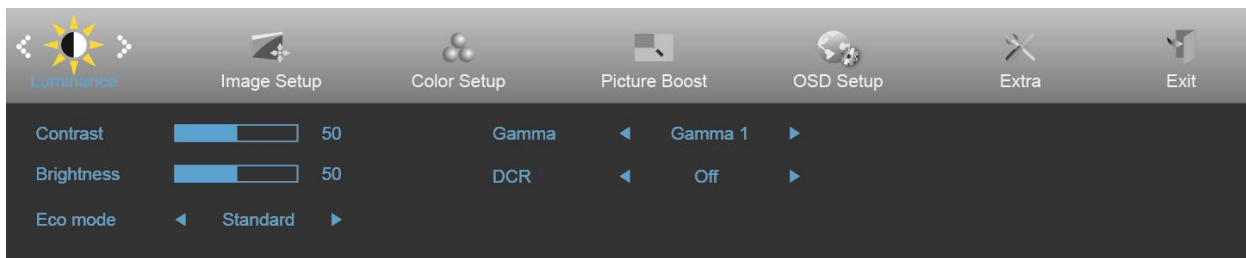 Luminance
Image Setup
Color Setup
Picture Boost
OSD Setup
Extra
Exit
Contrast 50 Gamma Gamma 1
Brightness 50 DCR Off
Eco mode Standard